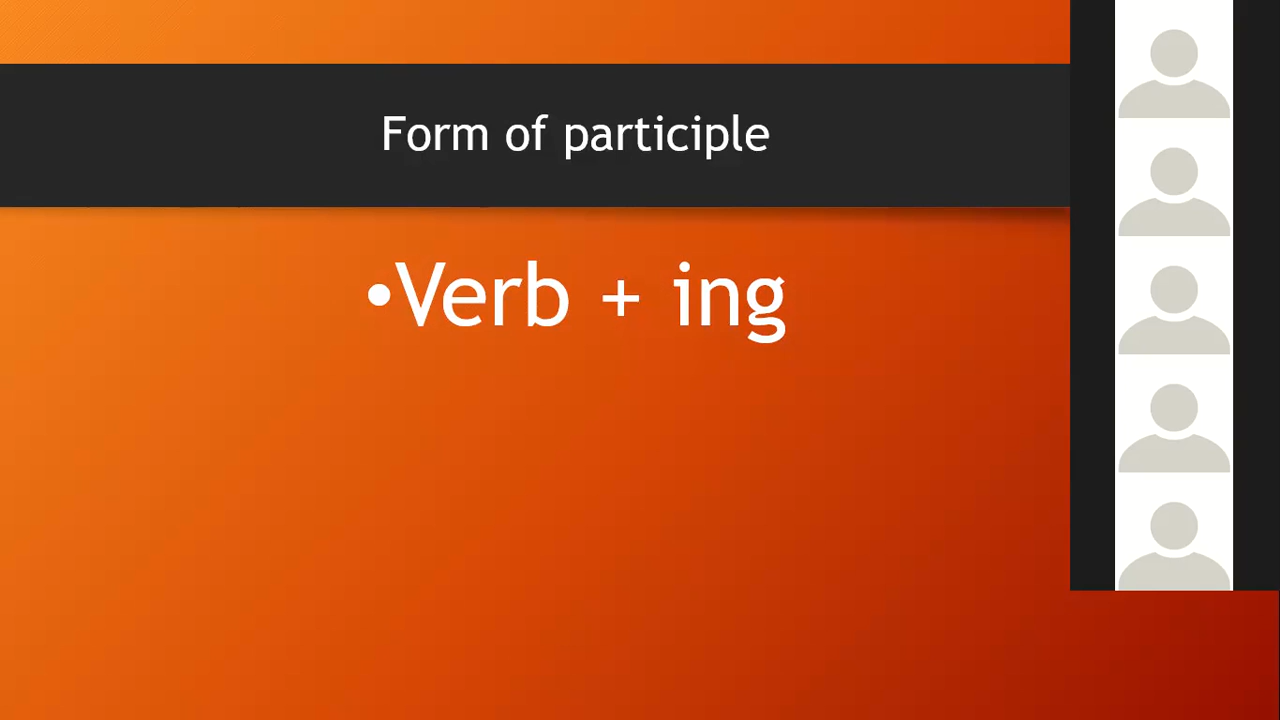 Form of participle
•Verb + ing